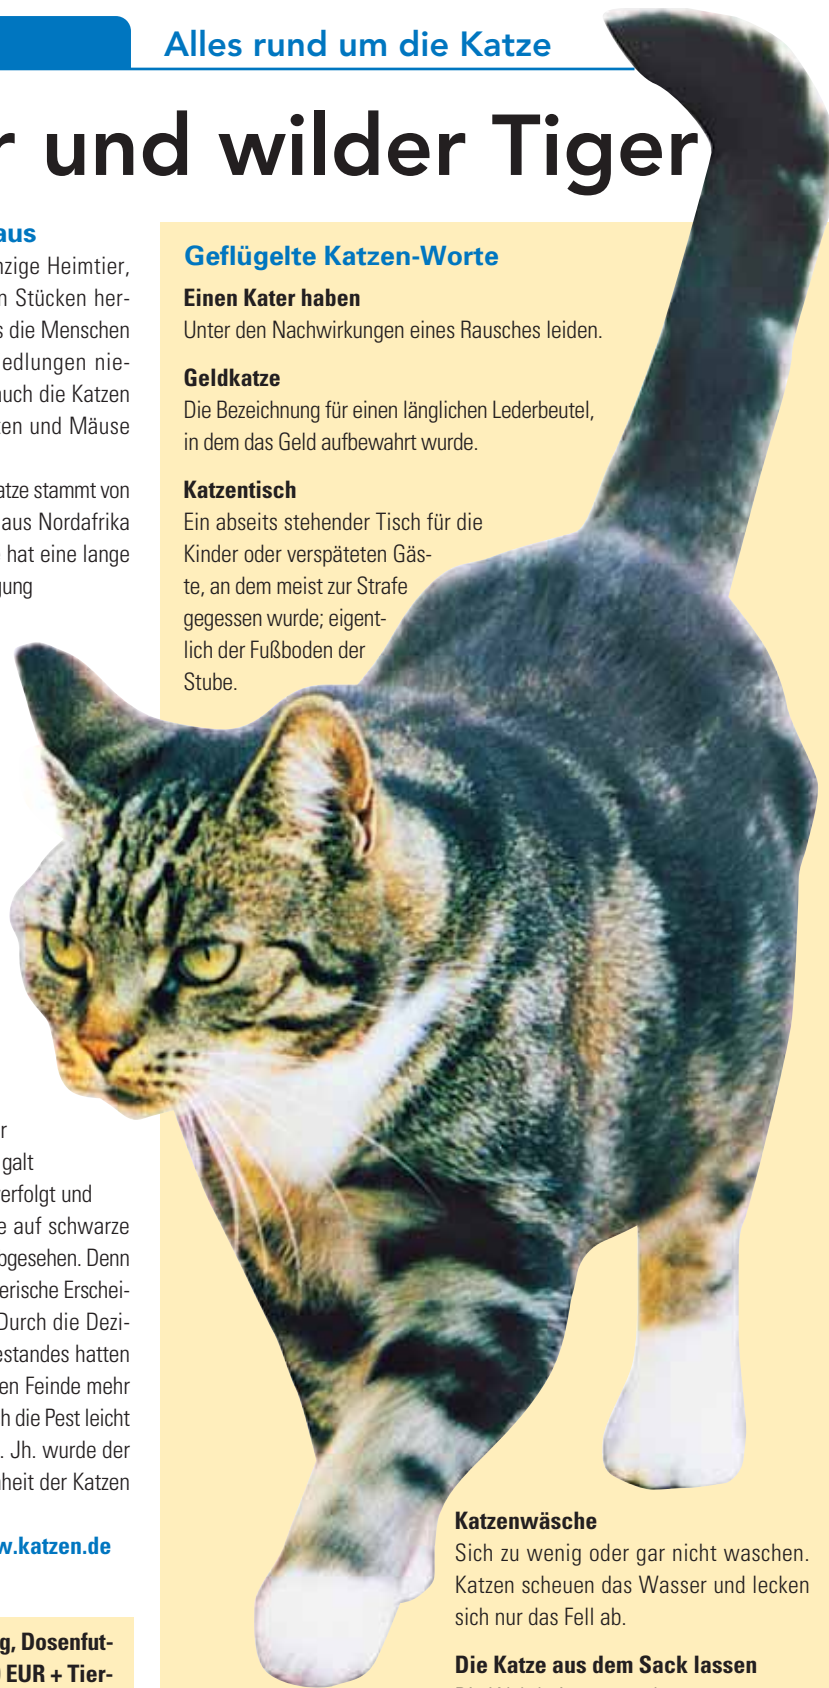 Alles rund um die Katze
r und wilder Tiger
aus
nzige Heimtier,
n Stücken her-
s die Menschen
edlungen nie-
auch die Katzen
ten und Mäuse
atze stammt von
aus Nordafrika
hat eine lange
gung
r
galt
erfolgt und
e auf schwarze
bgesehen. Denn
erische Erschei-
Durch die Dezi-
estandes hatten
en Feinde mehr
h die Pest leicht
. Jh. wurde der
nheit der Katzen
w.katzen.de
g, Dosenfut-
EUR + Tier-
Geflügelte Katzen-Worte
Einen Kater haben
Unter den Nachwirkungen eines Rausches leiden.
Geldkatze
Die Bezeichnung für einen länglichen Lederbeutel,
in dem das Geld aufbewahrt wurde.
Katzentisch
Ein abseits stehender Tisch für die
Kinder oder verspäteten Gäs-
te, an dem meist zur Strafe
gegessen wurde; eigent-
lich der Fußboden der
Stube.
Katzenwäsche
Sich zu wenig oder gar nicht waschen.
Katzen scheuen das Wasser und lecken
sich nur das Fell ab.
Die Katze aus dem Sack lassen